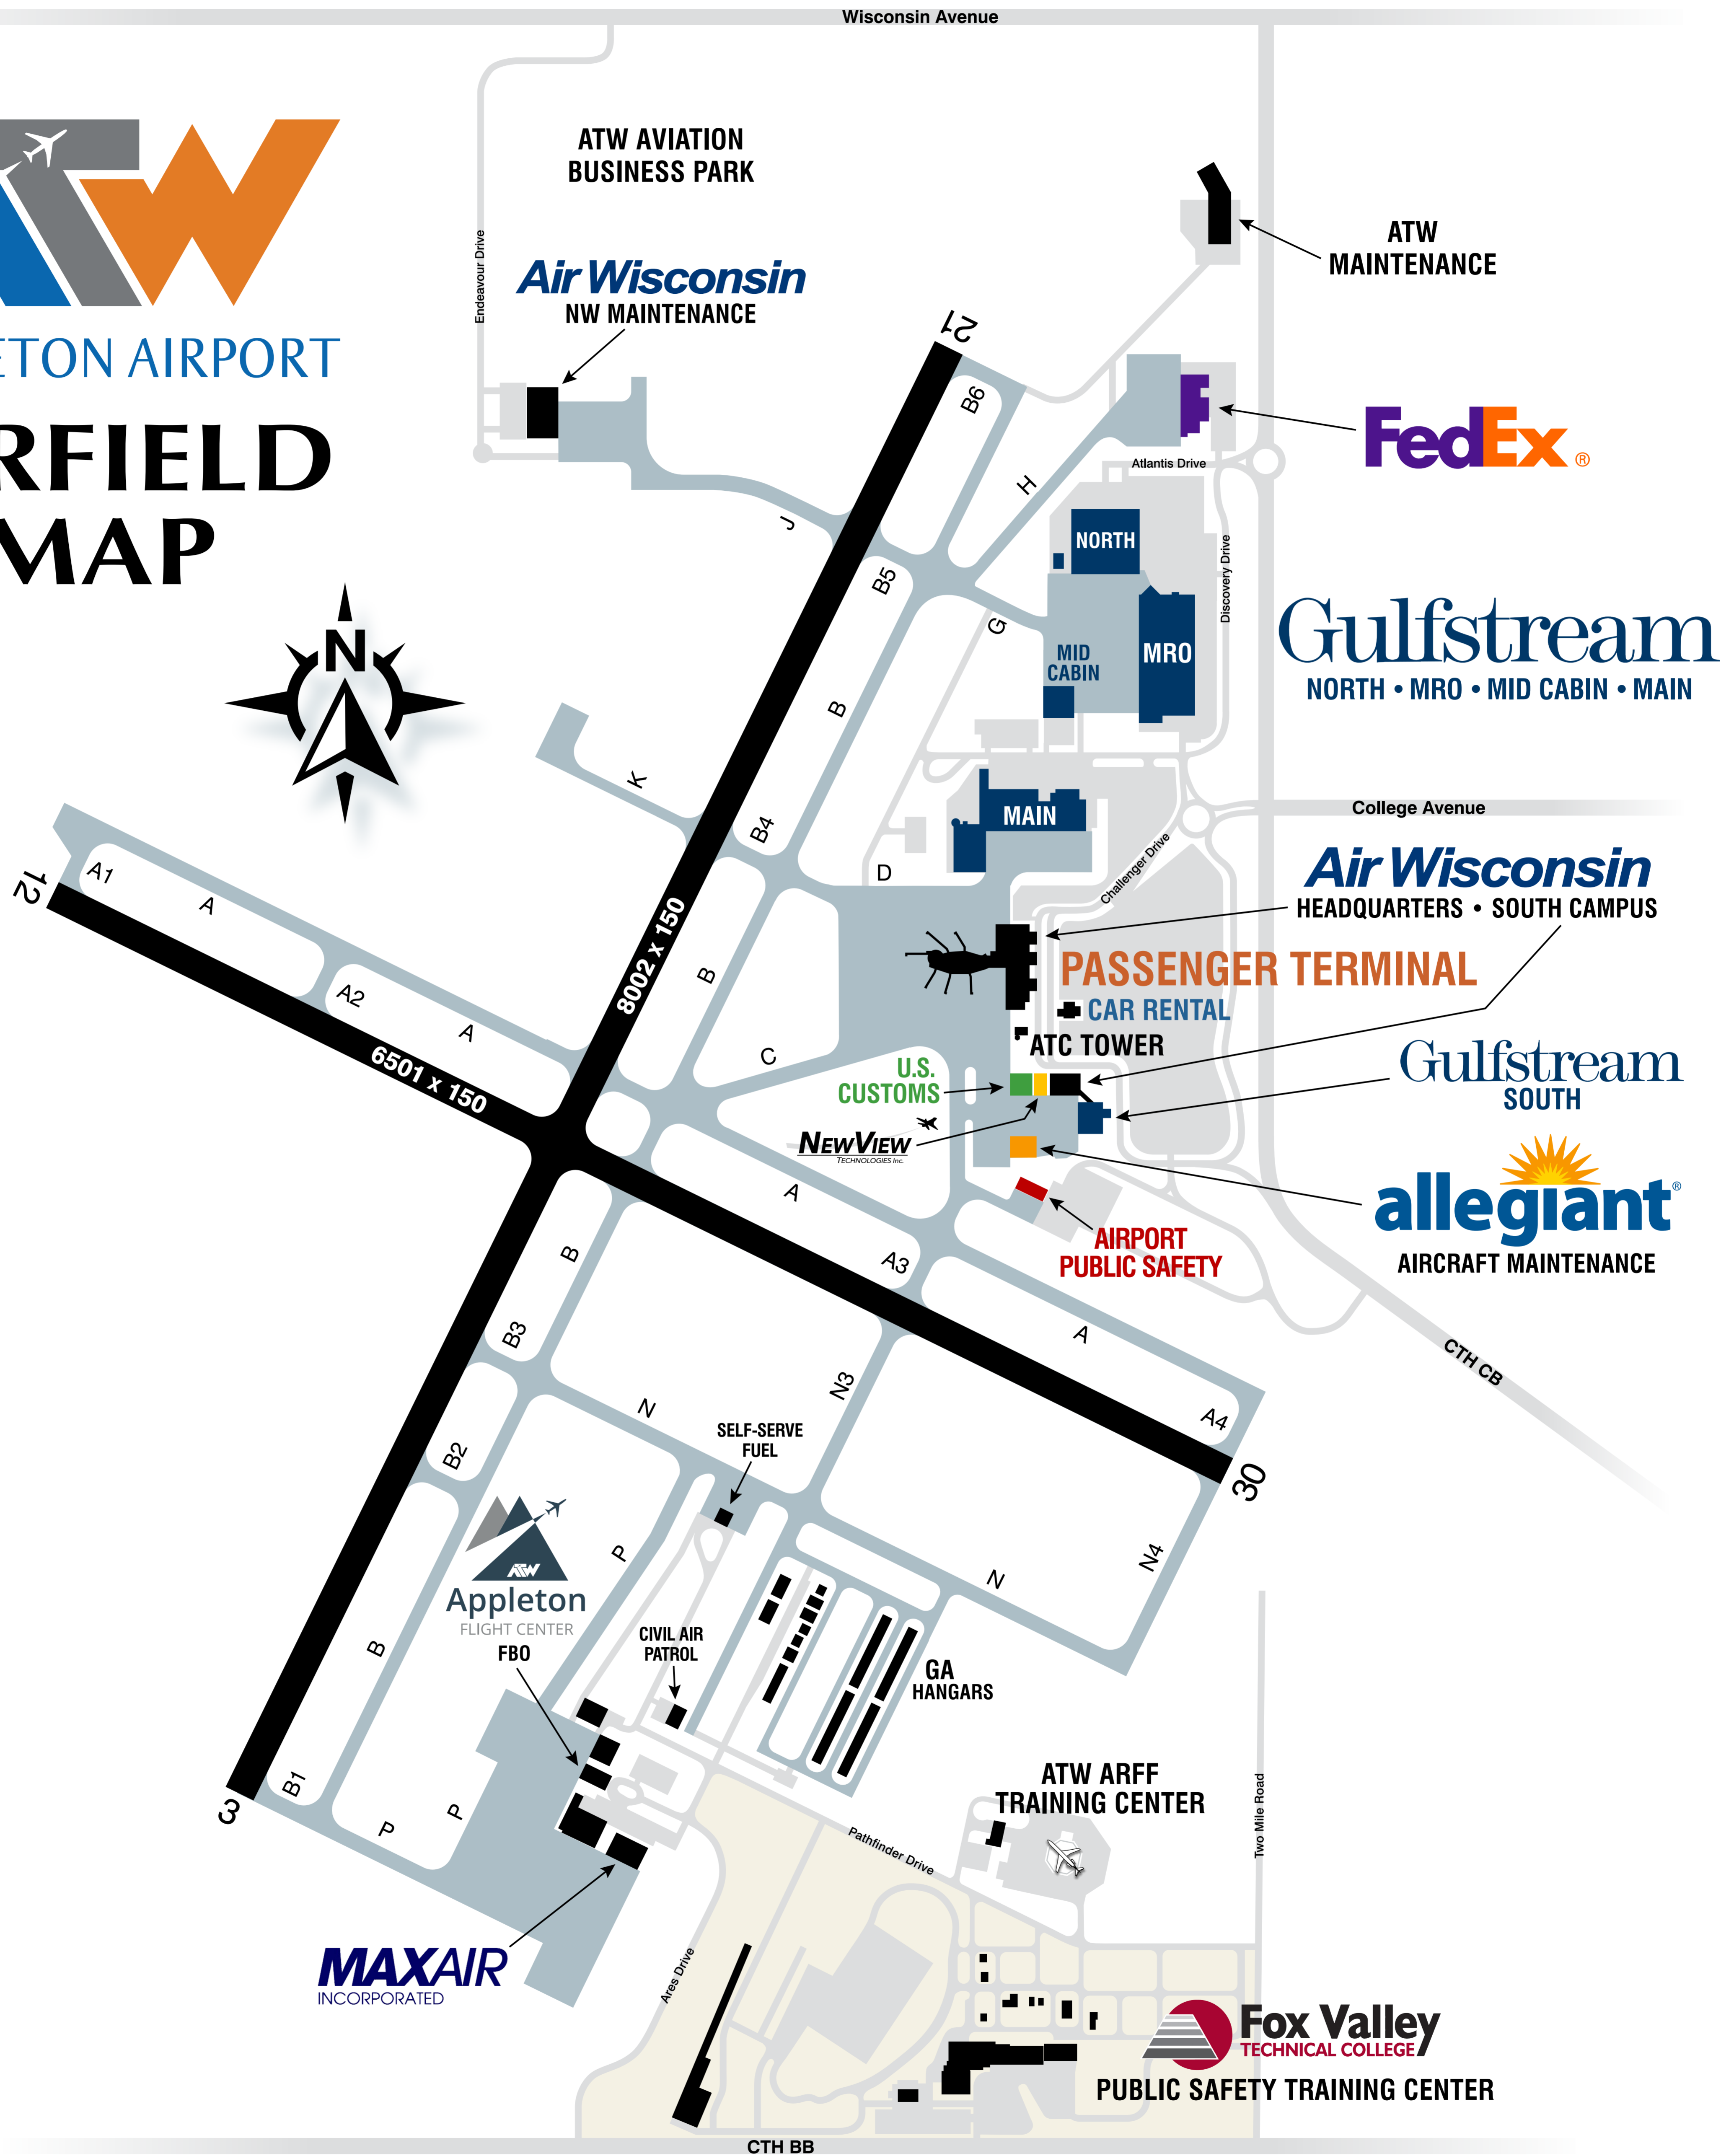 Wisconsin Avenue
ATW
ETON AIRPORT
RFIELD
MAP
N
ATW AVIATION
BUSINESS PARK
Endeavour Drive
Air Wisconsin
NW MAINTENANCE
ATW
MAINTENANCE
21
B6
FedEx®
Atlantis Drive
H
J
NORTH
B5
Discovery Drive
G
MID
CABIN
MRO
Gulfstream
NORTH • MRO • MID CABIN • MAIN
B
K
B4
MAIN
College Avenue
Challenger Drive
D
12
A1
A
Air Wisconsin
HEADQUARTERS • SOUTH CAMPUS
8002 x 150
B
PASSENGER TERMINAL
CAR RENTAL
A2
A
C
ATC TOWER
6501 x 150
U.S.
CUSTOMS
Gulfstream
SOUTH
NEWVIEW
TECHNOLOGIES Inc.
A
allegiant®
AIRCRAFT MAINTENANCE
AIRPORT
PUBLIC SAFETY
B
A3
B3
A
CTH CB
N3
N
A4
SELF-SERVE
FUEL
B2
30
ATW
Appleton
FLIGHT CENTER
FBO
P
N
N4
CIVIL AIR
PATROL
B
GA
HANGARS
B1
3
P
P
ATW ARFF
TRAINING CENTER
Two Mile Road
Pathfinder Drive
MAXAIR
INCORPORATED
Ares Drive
Fox Valley
TECHNICAL COLLEGE
PUBLIC SAFETY TRAINING CENTER
CTH BB